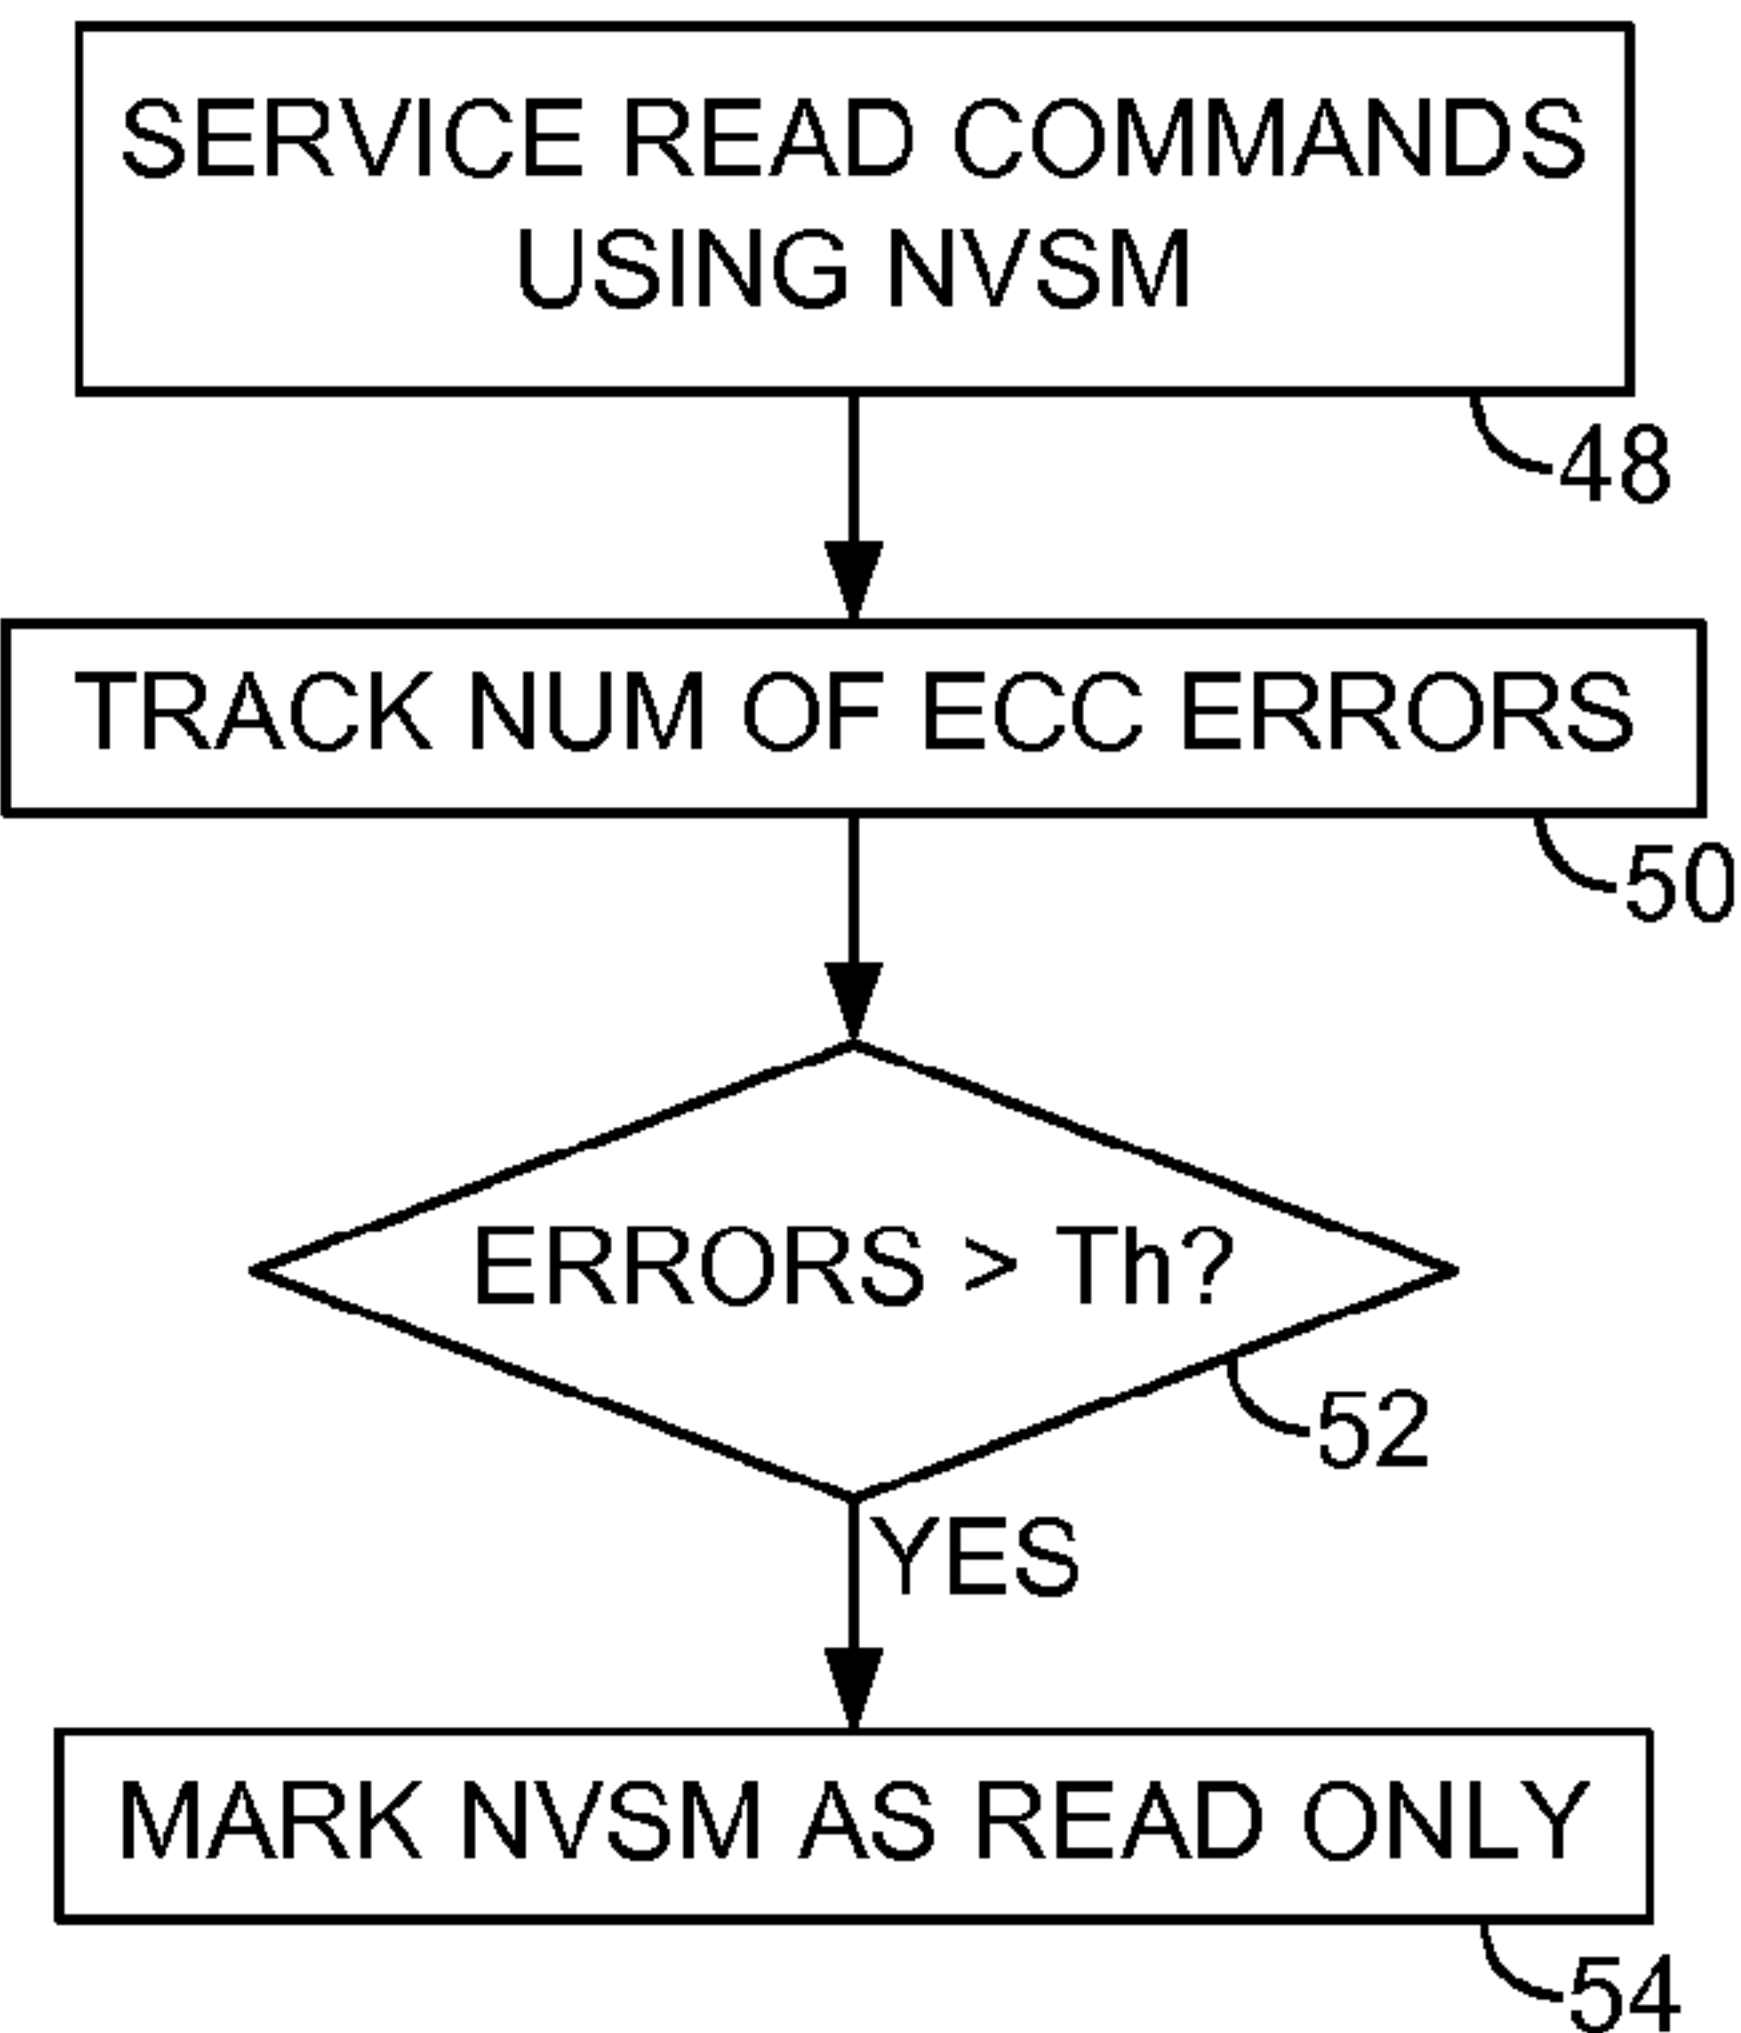 SERVICE READ COMMANDS
USING NVSM
48
TRACK NUM OF ECC ERRORS
50
ERRORS > Th?
52
YES
MARK NVSM AS READ ONLY
54